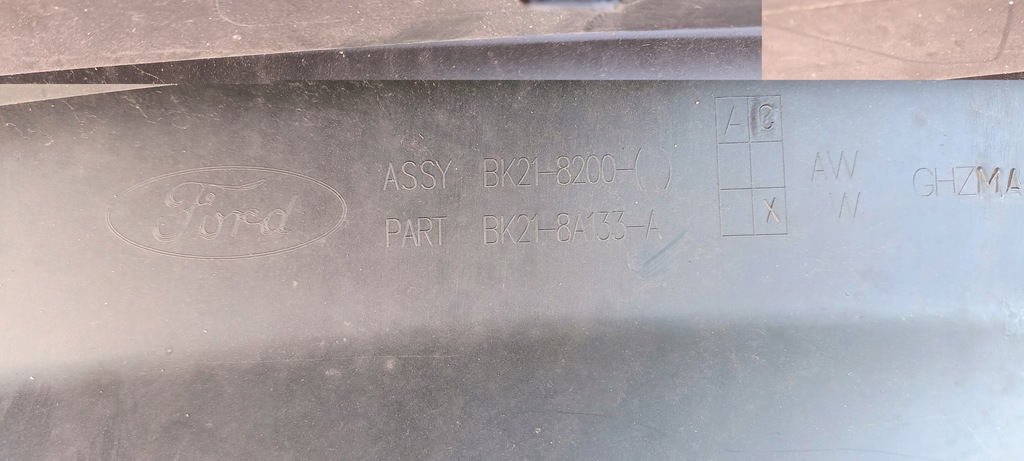 Ford
ASSY BK21-8200-( )
PART BK21-8A133-A
A C
X
AW
W
GHZMA